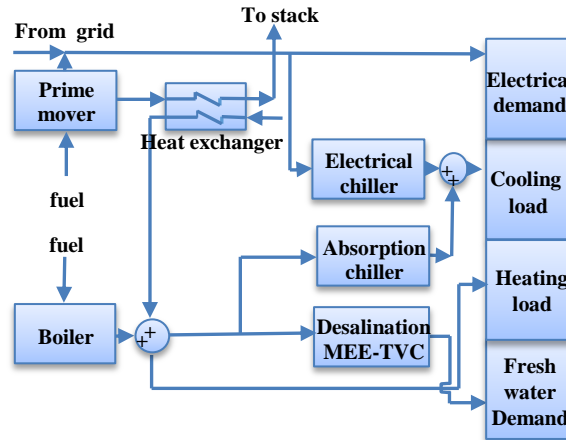 To stack
From grid
Prime
mover
Heat exchanger
Electrical
demand
fuel
Electrical
chiller
+
+
Cooling
load
fuel
Absorption
chiller
Heating
load
Boiler
+
+
Desalination
MEE-TVC
Fresh
water
Demand